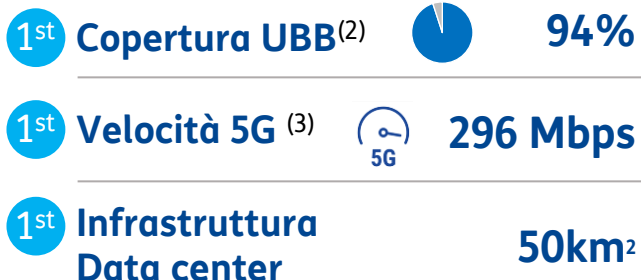 1st Copertura UBB(2) 94%
1st Velocità 5G (3) 5G 296 Mbps
1st Infrastruttura
Data center 50km2